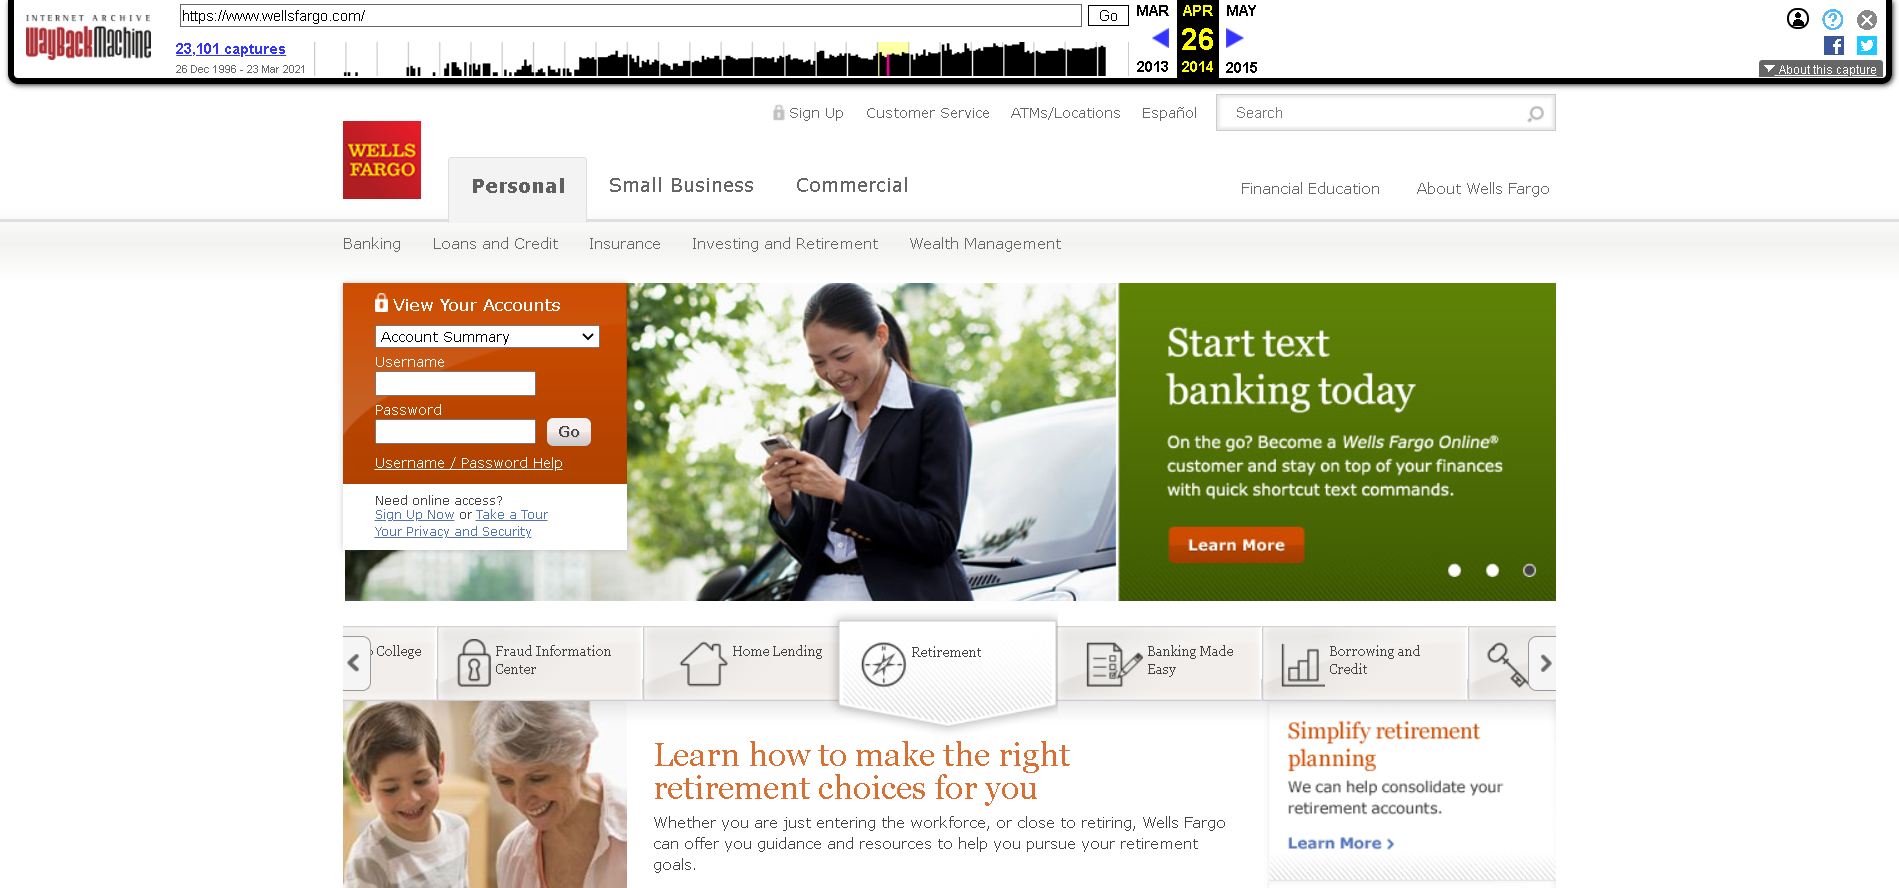 INTERNET ARCHIVE
WayBackMachine
https://www.wellsfargo.com/
Go
23,101 captures
26 Dec 1996 - 23 Mar 2021
MAR
APR
MAY
26
2013
2014
2015
?
f
About this capture
Sign Up
Customer Service
ATMs/Locations
Español
Search
WELLS
FARGO
Personal
Small Business
Commercial
Financial Education
About Wells Fargo
Banking
Loans and Credit
Insurance
Investing and Retirement
Wealth Management
View Your Accounts
Account Summary
Username
Password
Go
Username / Password Help
Need online access?
Sign Up Now or Take a Tour
Your Privacy and Security
Start text
banking today
On the go? Become a Wells Fargo Online®
customer and stay on top of your finances
with quick shortcut text commands.
Learn More
College
Fraud Information
Center
Home Lending
Retirement
Banking Made
Easy
Borrowing and
Credit
Learn how to make the right
retirement choices for you
Whether you are just entering the workforce, or close to retiring, Wells Fargo
can offer you guidance and resources to help you pursue your retirement
goals.
Simplify retirement
planning
We can help consolidate your
retirement accounts.
Learn More